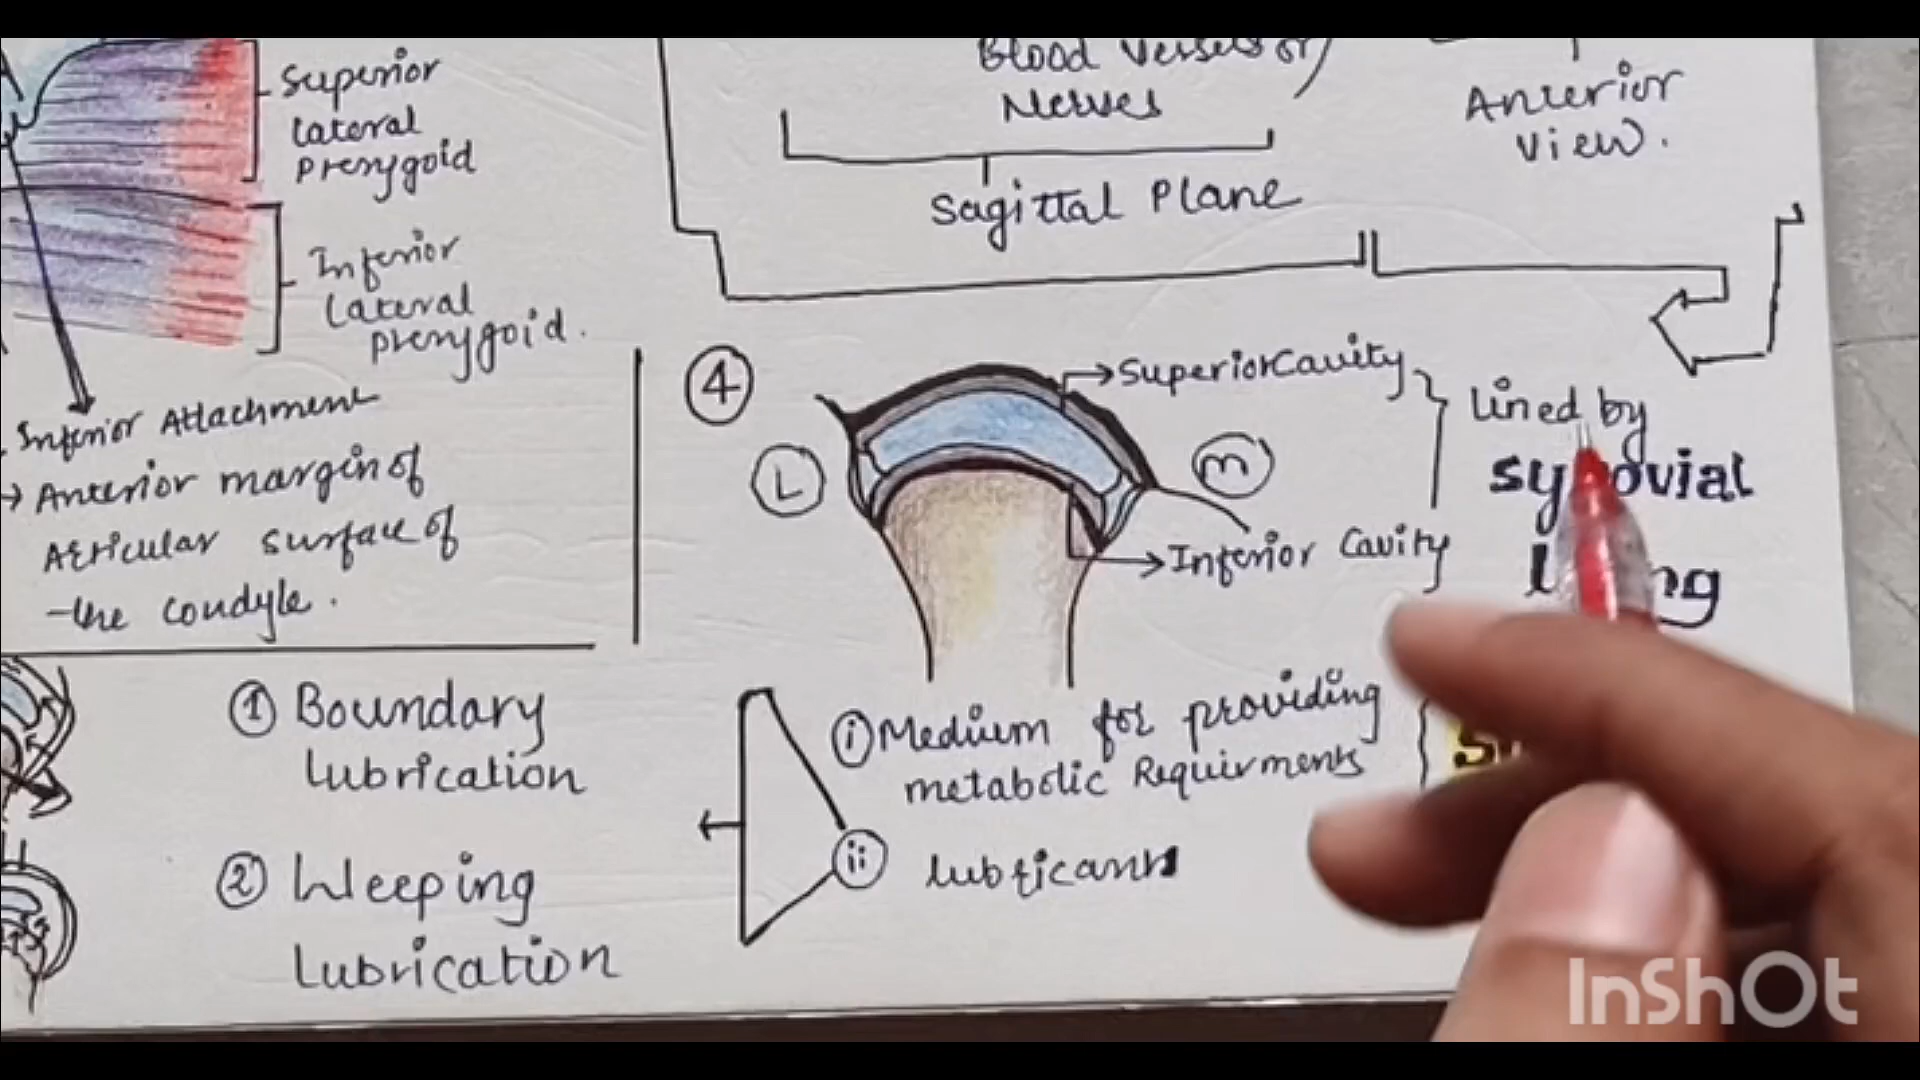 Superior
lateral
pterygoid
Inferior
lateral
pterygoid.
Inferior Attachment
→ Anterior margin of
Articular surface of
the condyle.
Blood Vessels or
Nerves
Sagittal Plane
Anterior
view.
4
L
m
Superior Cavity
Inferior Cavity
Lined by
① Boundary
lubrication
② Weeping
Lubrication
i Medium for providing
metabolic Requirments
ii lubricants
InShOt